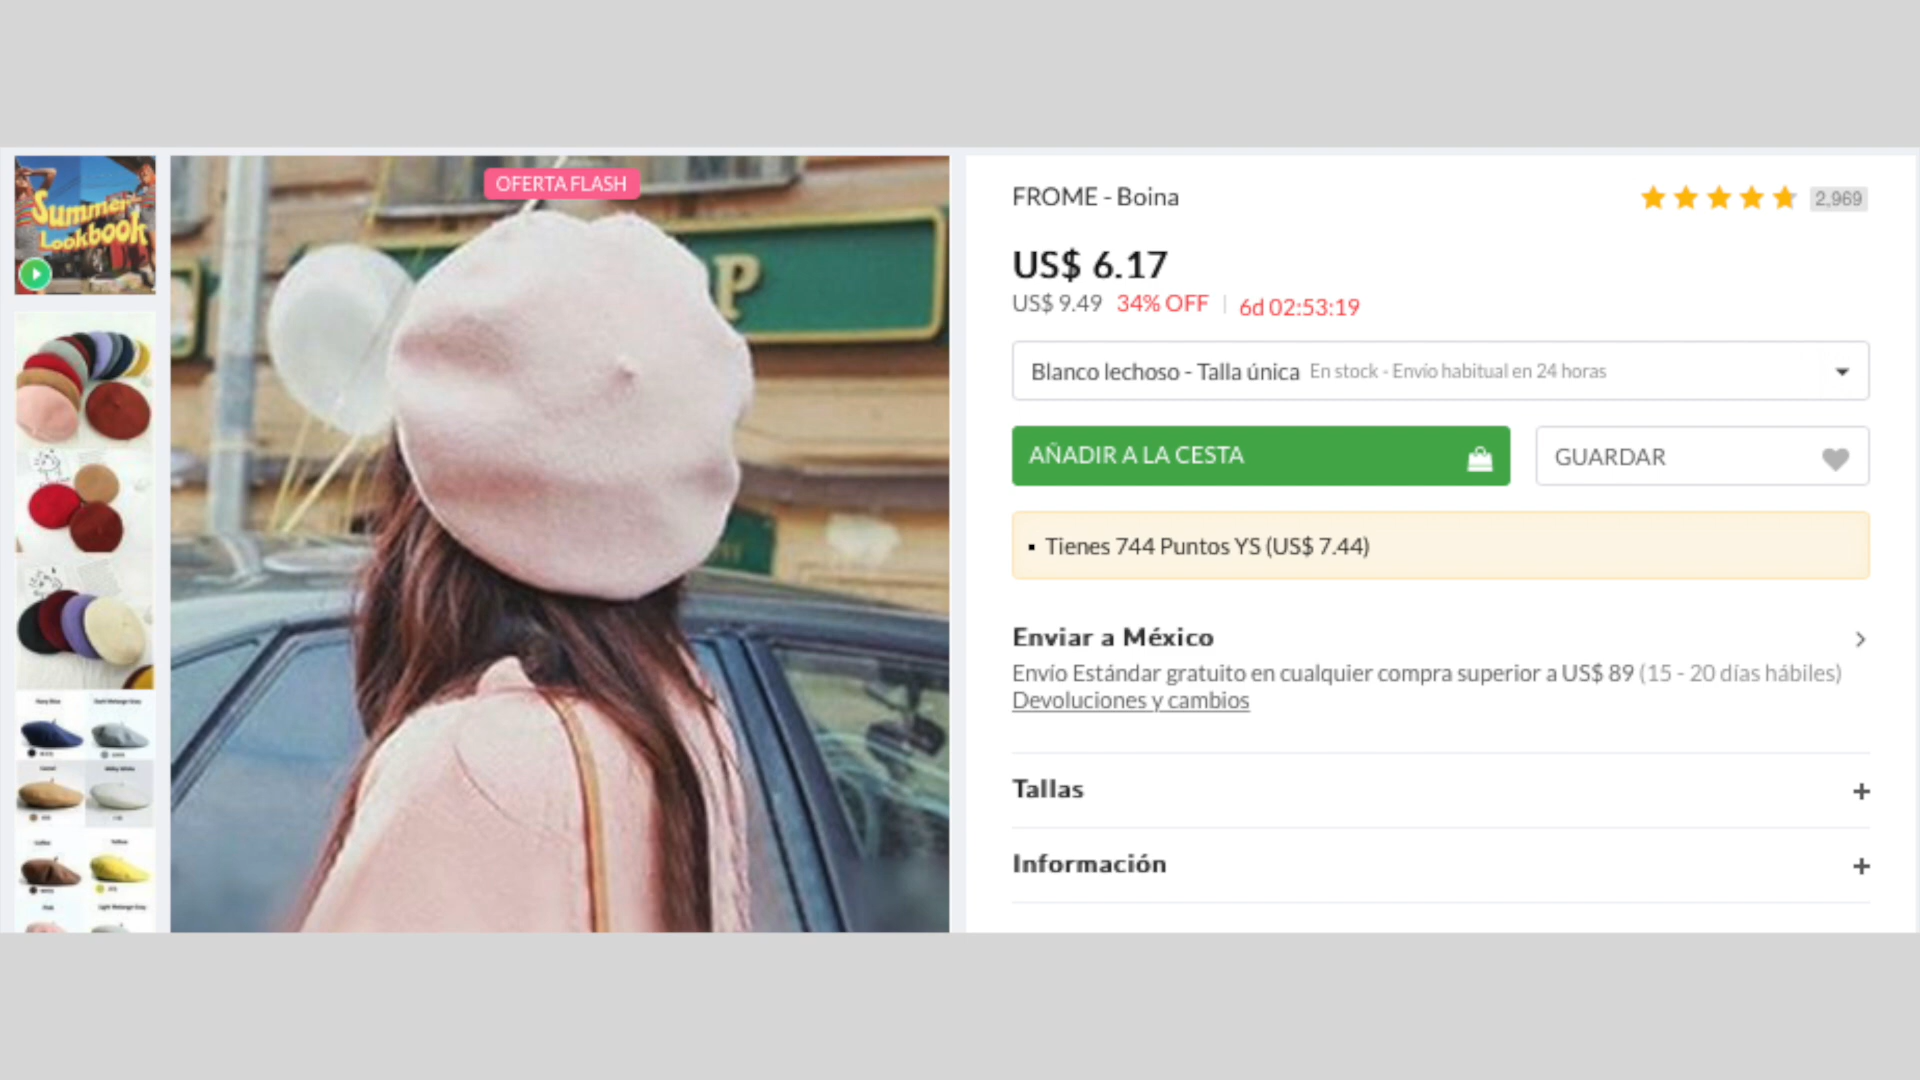 Summer
Lookbook
OFERTA FLASH
P
FROME - Boina
2,969
US$ 6.17
US$ 9.49 34% OFF 6d 02:53:19
Blanco lechoso - Talla única En stock - Envío habitual en 24 horas
AÑADIR A LA CESTA
GUARDAR
▪ Tienes 744 Puntos YS (US$ 7.44)
Enviar a México
Envío Estándar gratuito en cualquier compra superior a US$ 89 (15 - 20 días hábiles)
Devoluciones y cambios
Tallas
Información